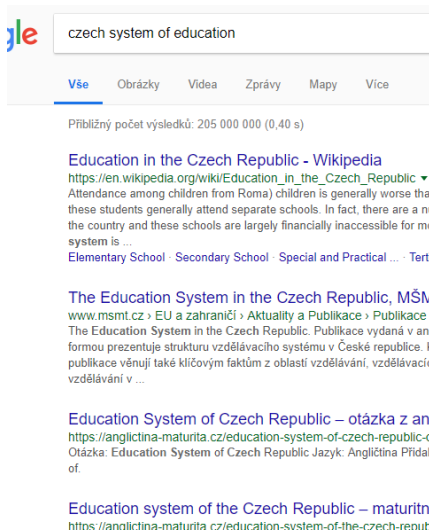 gle
czech system of education
Vše Obrázky Videa Zprávy Mapy Více
Přibližný počet výsledků: 205 000 000 (0,40 s)
Education in the Czech Republic - Wikipedia
https://en.wikipedia.org/wiki/Education_in_the_Czech_Republic
Attendance among children from Roma) children is generally worse tha
these students generally attend separate schools. In fact, there are a n
the country and these schools are largely financially inaccessible for m
system is ...
Elementary School · Secondary School · Special and Practical ... · Tert
The Education System in the Czech Republic, MŠM
www.msmt.cz › EU a zahraničí › Aktuality a Publikace › Publikace
The Education System in the Czech Republic. Publikace vydaná v an
formou prezentuje strukturu vzdělávacího systému v České republice.
publikace věnují také klíčovým faktům z oblastí vzdělávání, vzdělávací
vzdělávání v ...
Education System of Czech Republic – otázka z an
https://anglictina-maturita.cz/education-system-of-czech-republic-o
Otázka: Education System of Czech Republic Jazyk: Angličtina Přidal
of.
Education system of the Czech Republic – maturitn
https://anglictina-maturita.cz/education-system-of-the-czech-republ